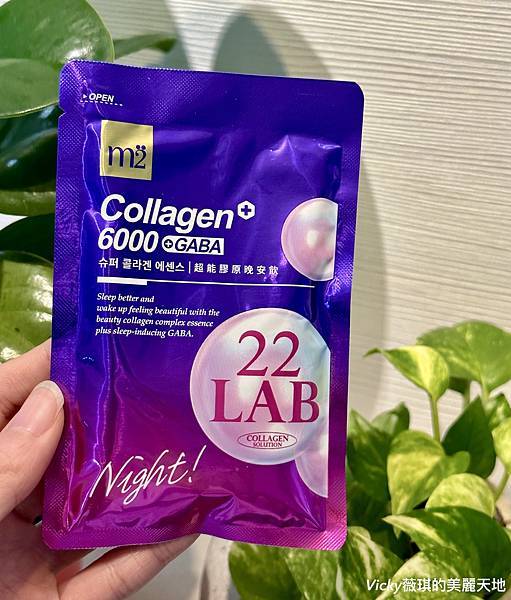 ▸OPEN
m2
Collagen+
6000 +GABA
슈퍼 콜라겐 에센스 | 超能膠原晚安飲
Sleep better and
wake up feeling beautiful with the
beauty collagen complex essence
plus sleep-inducing GABA.
22
LAB
COLLAGEN
SOLUTION
Night!
Vicky薇琪的美麗天地